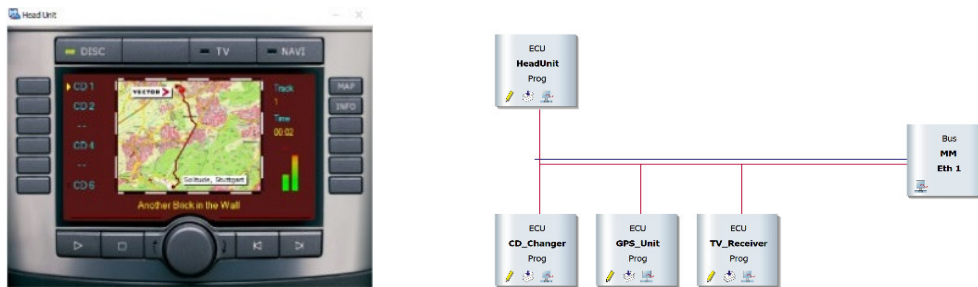 Head Unit
DISC
TV
NAVI
CD 1
CD 2
--
CD 4
--
CD 6
VECTOR
Solitude, Stuttgart
Track
1
Time
00:02
MAP
INFO
Another Brick in the Wall
ECU
HeadUnit
Prog
Bus
MM
Eth 1
ECU
CD_Changer
Prog
ECU
GPS_Unit
Prog
ECU
TV_Receiver
Prog